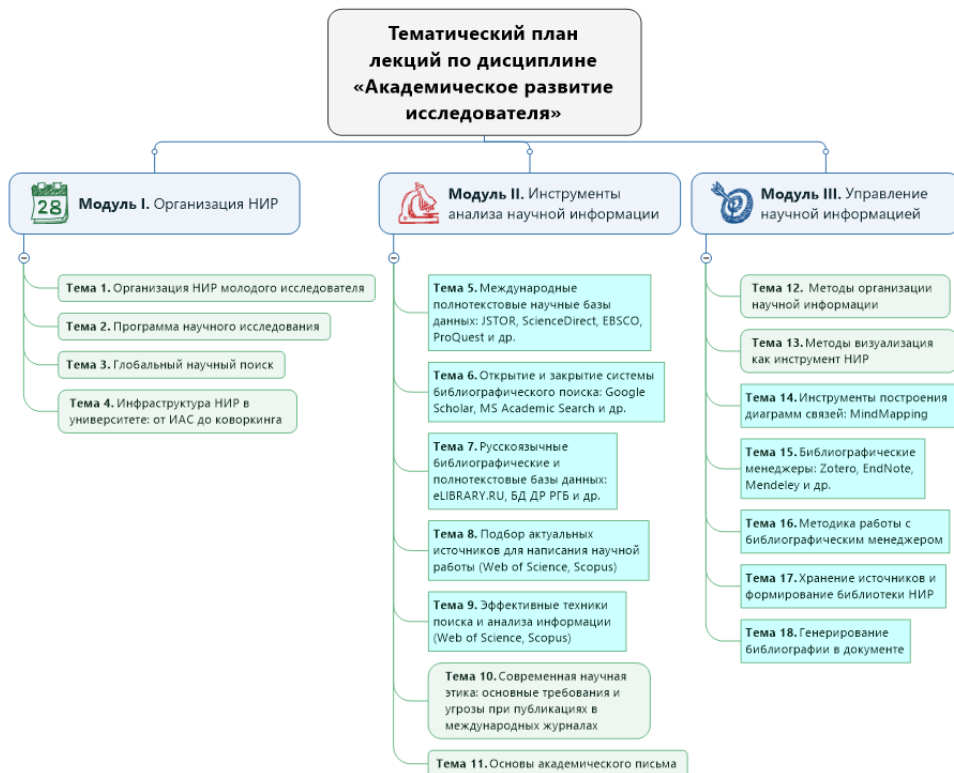 Тематический план
лекций по дисциплине
«Академическое развитие
исследователя»
28
Модуль I. Организация НИР
Тема 1. Организация НИР молодого исследователя
Тема 2. Программа научного исследования
Тема 3. Глобальный научный поиск
Тема 4. Инфраструктура НИР в
университете: от ИАС до коворкинга
Модуль II. Инструменты
анализа научной информации
Тема 5. Международные
полнотекстовые научные базы
данных: JSTOR, ScienceDirect, EBSCO,
ProQuest и др.
Тема 6. Открытие и закрытие системы
библиографического поиска: Google
Scholar, MS Academic Search и др.
Тема 7. Русскоязычные
библиографические и
полнотекстовые базы данных:
eLIBRARY.RU, БД ДР РГБ и др.
Тема 8. Подбор актуальных
источников для написания научной
работы (Web of Science, Scopus)
Тема 9. Эффективные техники
поиска и анализа информации
(Web of Science, Scopus)
Тема 10. Современная научная
этика: основные требования и
угрозы при публикациях в
международных журналах
Тема 11. Основы академического письма
Модуль III. Управление
научной информацией
Тема 12. Методы организации
научной информации
Тема 13. Методы визуализация
как инструмент НИР
Тема 14. Инструменты построения
диаграмм связей: MindMapping
Тема 15. Библиографические
менеджеры: Zotero, EndNote,
Mendeley и др.
Тема 16. Методика работы с
библиографическим менеджером
Тема 17. Хранение источников и
формирование библиотеки НИР
Тема 18. Генерирование
библиографии в документе